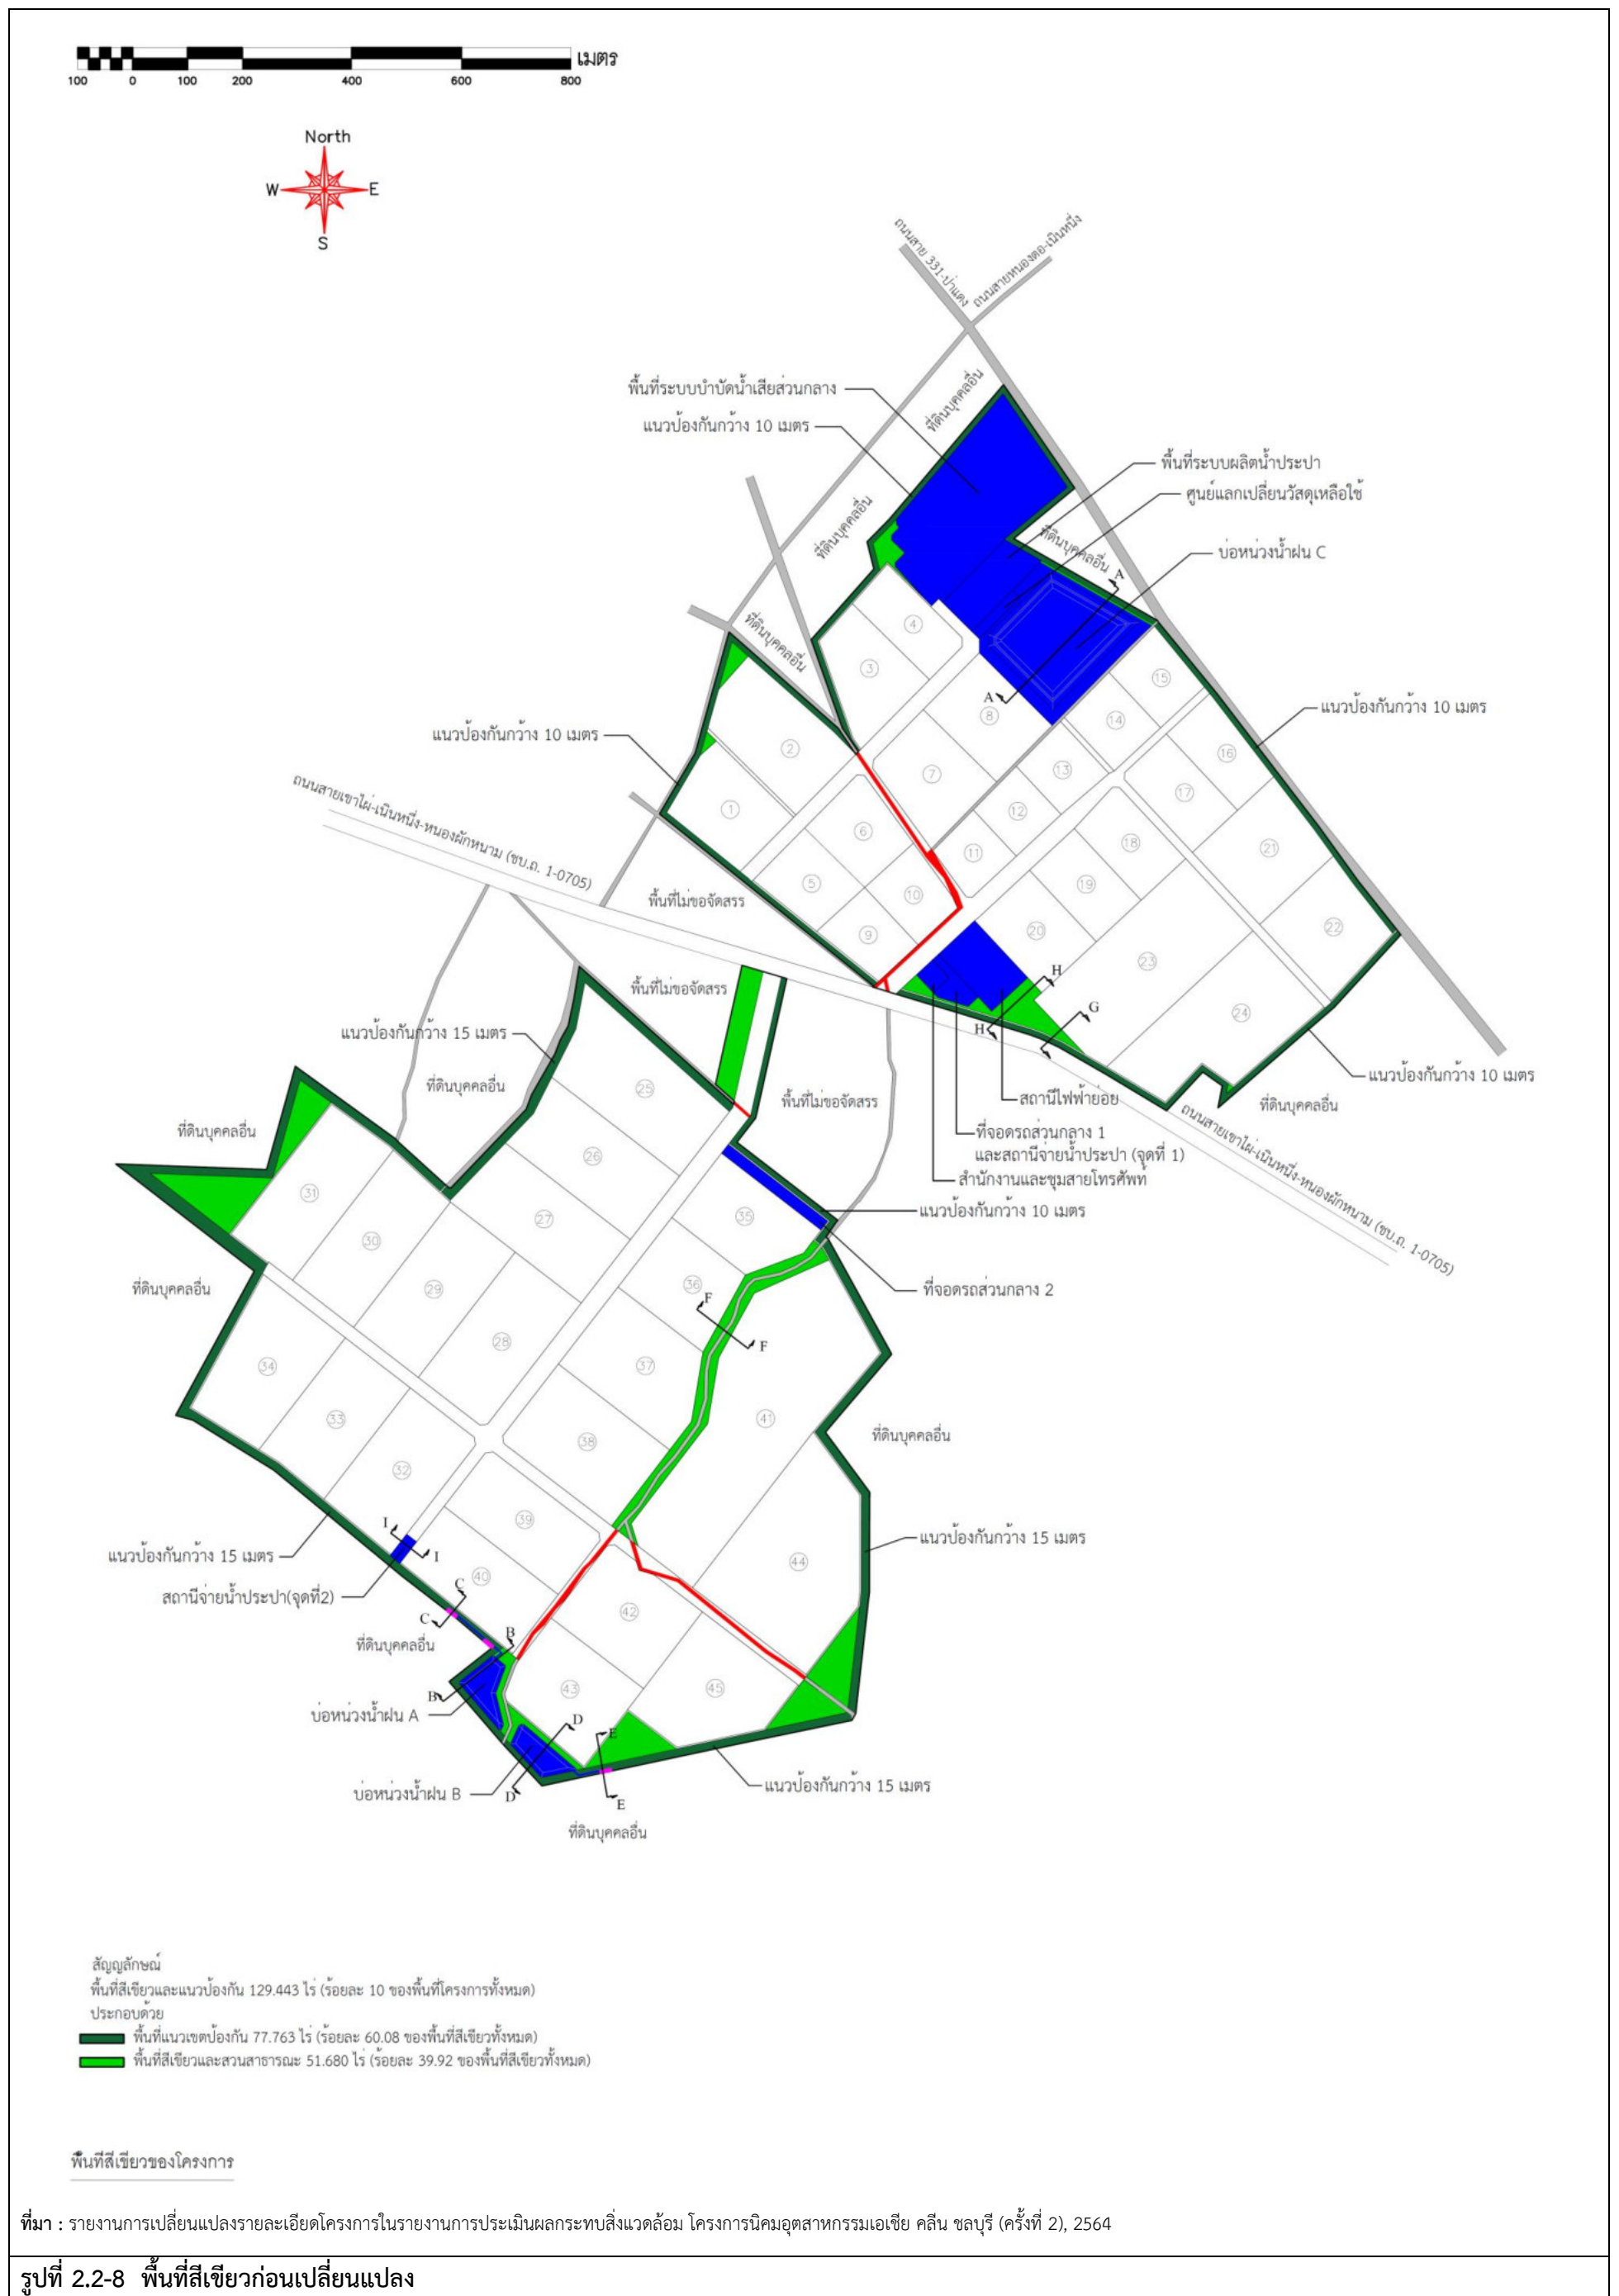 เมตร
100 0 100 200 400 600 800
North
W E
S
ถนนสาย 331-ป่าแดง
ถนนสายหนองตอ-เนินหนึ่ง
พื้นที่ระบบบำบัดน้ำเสียส่วนกลาง
ที่ดินบุคคลอื่น
แนวป้องกันกว้าง 10 เมตร
พื้นที่ระบบผลิตน้ำประปา
ศูนย์แลกเปลี่ยนวัสดุเหลือใช้
ที่ดินบุคคลอื่น
ที่ดินบุคคลอื่น
บ่อหน่วงน้ำฝน C
A
ที่ดินบุคคลอื่น
4
3
15
A
8
14
แนวป้องกันกว้าง 10 เมตร
แนวป้องกันกว้าง 10 เมตร
2
16
7
13
17
ถนนสายเขาไผ่-เนินหนึ่ง-หนองผักหนาม (ชบ.ถ. 1-0705)
1
12
6
18
21
11
5
19
10
พื้นที่ไม่ขอจัดสรร
9
20
22
23
H
พื้นที่ไม่ขอจัดสรร
G
24
H
แนวป้องกันกว้าง 15 เมตร
แนวป้องกันกว้าง 10 เมตร
25
ที่ดินบุคคลอื่น
พื้นที่ไม่ขอจัดสรร
สถานีไฟฟ้าย่อย
ที่ดินบุคคลอื่น
ที่ดินบุคคลอื่น
ที่จอดรถส่วนกลาง 1
และสถานีจ่ายน้ำประปา (จุดที่ 1)
ถนนสายเขาไผ่-เนินหนึ่ง-หนองผักหนาม (ชบ.ถ. 1-0705)
26
สำนักงานและชุมสายโทรศัพท์
31
แนวป้องกันกว้าง 10 เมตร
27
35
30
ที่ดินบุคคลอื่น
29
36
ที่จอดรถส่วนกลาง 2
F
28
F
34
37
33
41
ที่ดินบุคคลอื่น
38
32
39
I
แนวป้องกันกว้าง 15 เมตร
แนวป้องกันกว้าง 15 เมตร
I
44
40
C
สถานีจ่ายน้ำประปา(จุดที่2)
42
C
B
ที่ดินบุคคลอื่น
43
45
B
บ่อหน่วงน้ำฝน A
D
E
แนวป้องกันกว้าง 15 เมตร
บ่อหน่วงน้ำฝน B
D
E
ที่ดินบุคคลอื่น
สัญญลักษณ์
พื้นที่สีเขียวและแนวป้องกัน 129.443 ไร่ (ร้อยละ 10 ของพื้นที่โครงการทั้งหมด)
ประกอบด้วย
พื้นที่แนวเขตป้องกัน 77.763 ไร่ (ร้อยละ 60.08 ของพื้นที่สีเขียวทั้งหมด)
พื้นที่สีเขียวและสวนสาธารณะ 51.680 ไร่ (ร้อยละ 39.92 ของพื้นที่สีเขียวทั้งหมด)
พื้นที่สีเขียวของโครงการ
ที่มา : รายงานการเปลี่ยนแปลงรายละเอียดโครงการในรายงานการประเมินผลกระทบสิ่งแวดล้อม โครงการนิคมอุตสาหกรรมเอเชีย คลีน ชลบุรี (ครั้งที่ 2), 2564
รูปที่ 2.2-8 พื้นที่สีเขียวก่อนเปลี่ยนแปลง